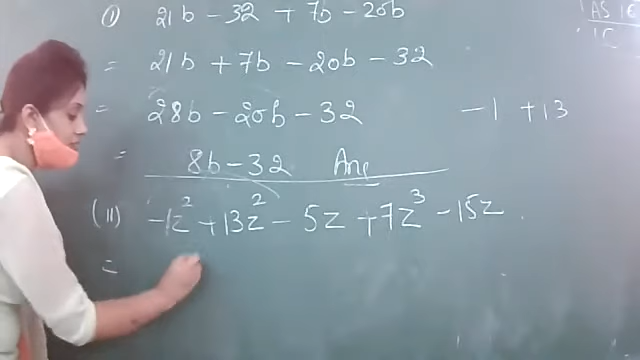 (i) 21b - 32 + 7b - 20b
= 21b + 7b - 20b - 32
= 28b - 20b - 32
-1 + 13
= 8b - 32 Ans
(ii) -1z² + 13z² - 5z + 7z³ - 15z
=